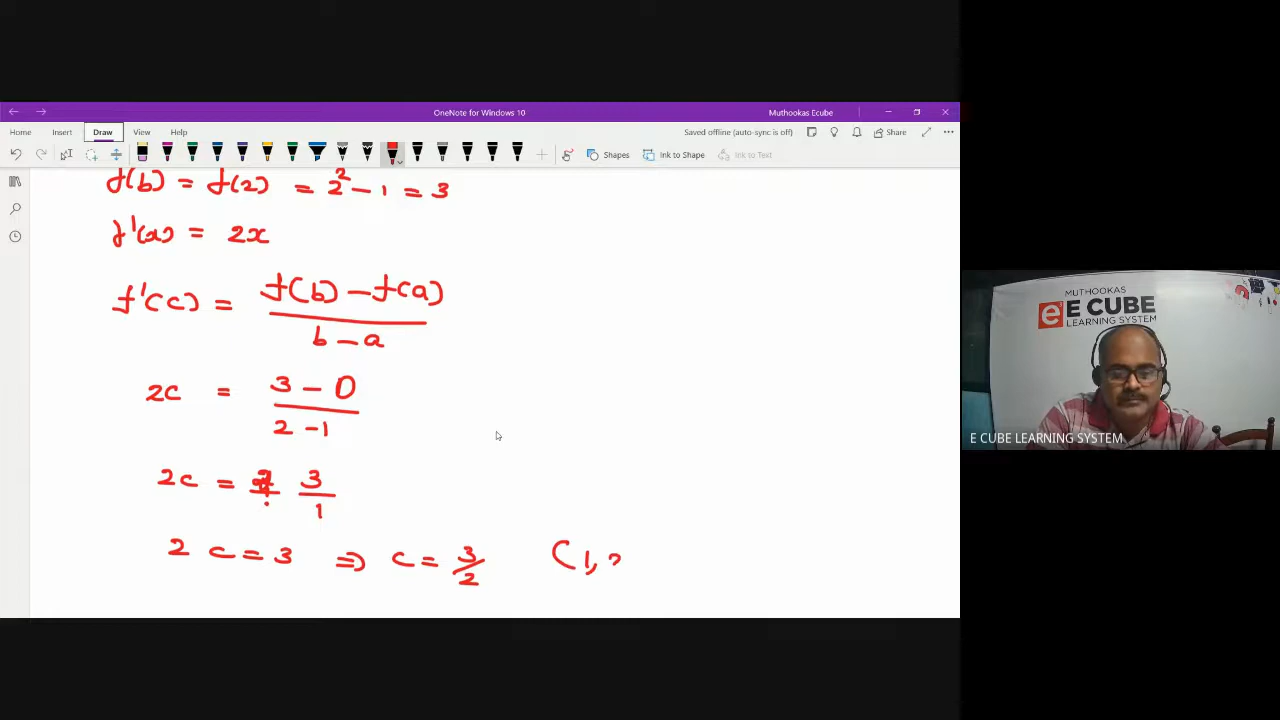 OneNote for Windows 10
Muthookas Ecube
Home Insert Draw View Help
Saved offline (auto-sync is off)
Share
Shapes
Ink to Shape
Ink to Text
f(b) = f(2) = 2² - 1 = 3
f'(x) = 2x
f'(c) = f(b) - f(a) / b - a
2c = 3 - 0 / 2 - 1
2c = 3 / 1
2 c = 3 ⇒ c = 3/2 (1,
MUTHOOKAS
e E CUBE
LEARNING SYSTEM
E CUBE LEARNING SYSTEM